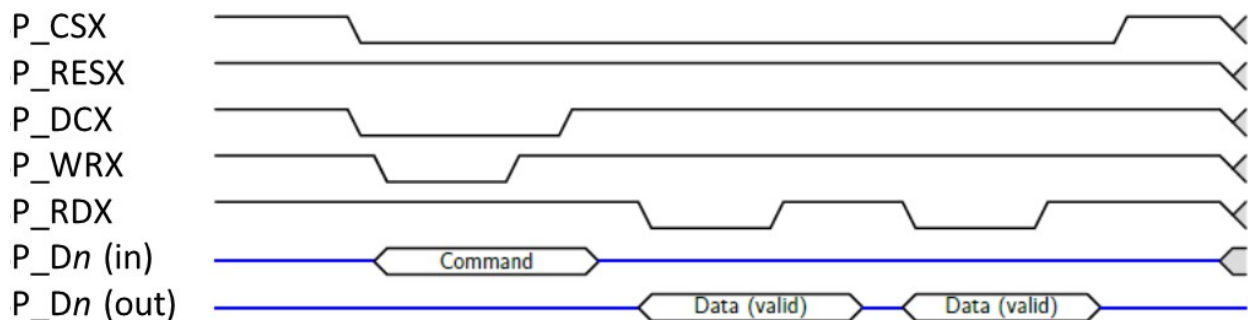 P_CSX
P_RESX
P_DCX
P_WRX
P_RDX
P_Dn (in) Command
P_Dn (out) Data (valid) Data (valid)